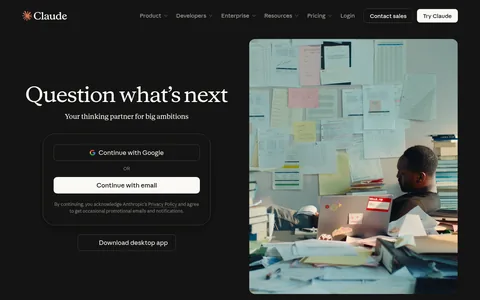 Claude
Product Developers Enterprise Resources Pricing Login Contact sales Try Claude
Question what's next
Your thinking partner for big ambitions
Continue with Google
OR
Continue with email
By continuing, you acknowledge Anthropic's Privacy Policy and agree
to get occasional promotional emails and notifications.
Download desktop app